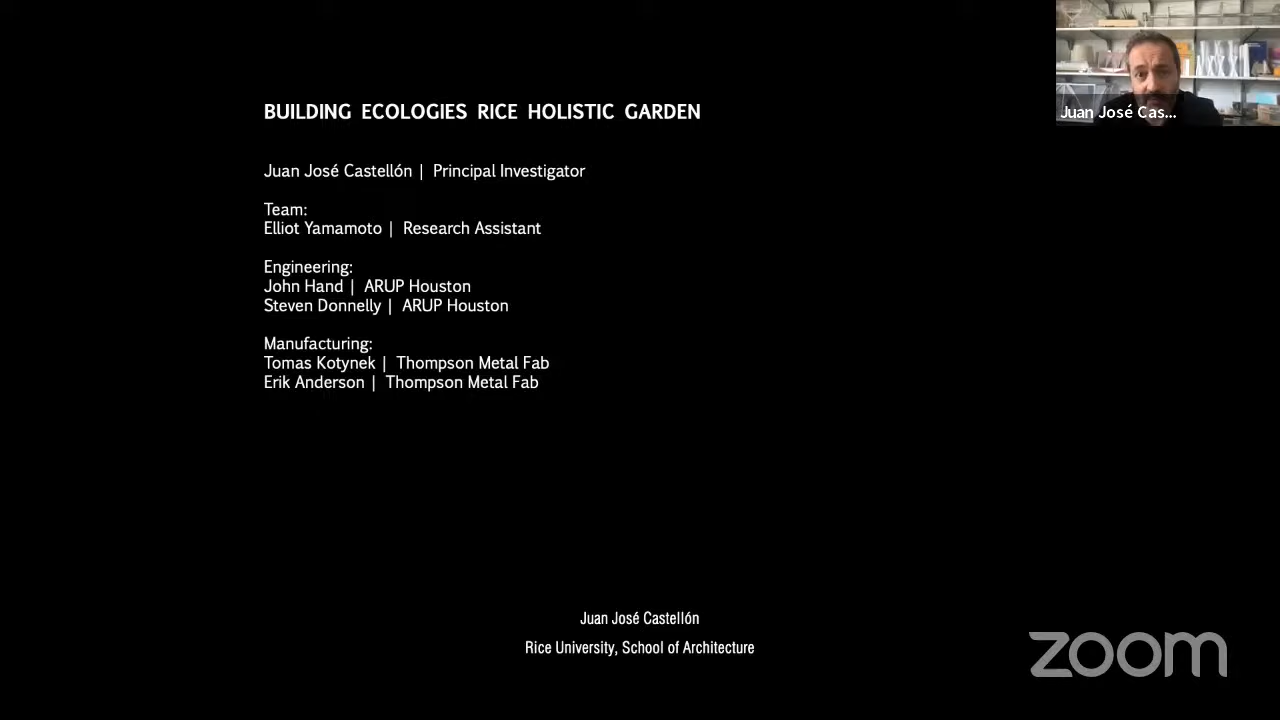 BUILDING ECOLOGIES RICE HOLISTIC GARDEN
Juan José Cas...
Juan José Castellón | Principal Investigator
Team:
Elliot Yamamoto | Research Assistant
Engineering:
John Hand | ARUP Houston
Steven Donnelly | ARUP Houston
Manufacturing:
Tomas Kotynek | Thompson Metal Fab
Erik Anderson | Thompson Metal Fab
Juan José Castellón
Rice University, School of Architecture
zoom